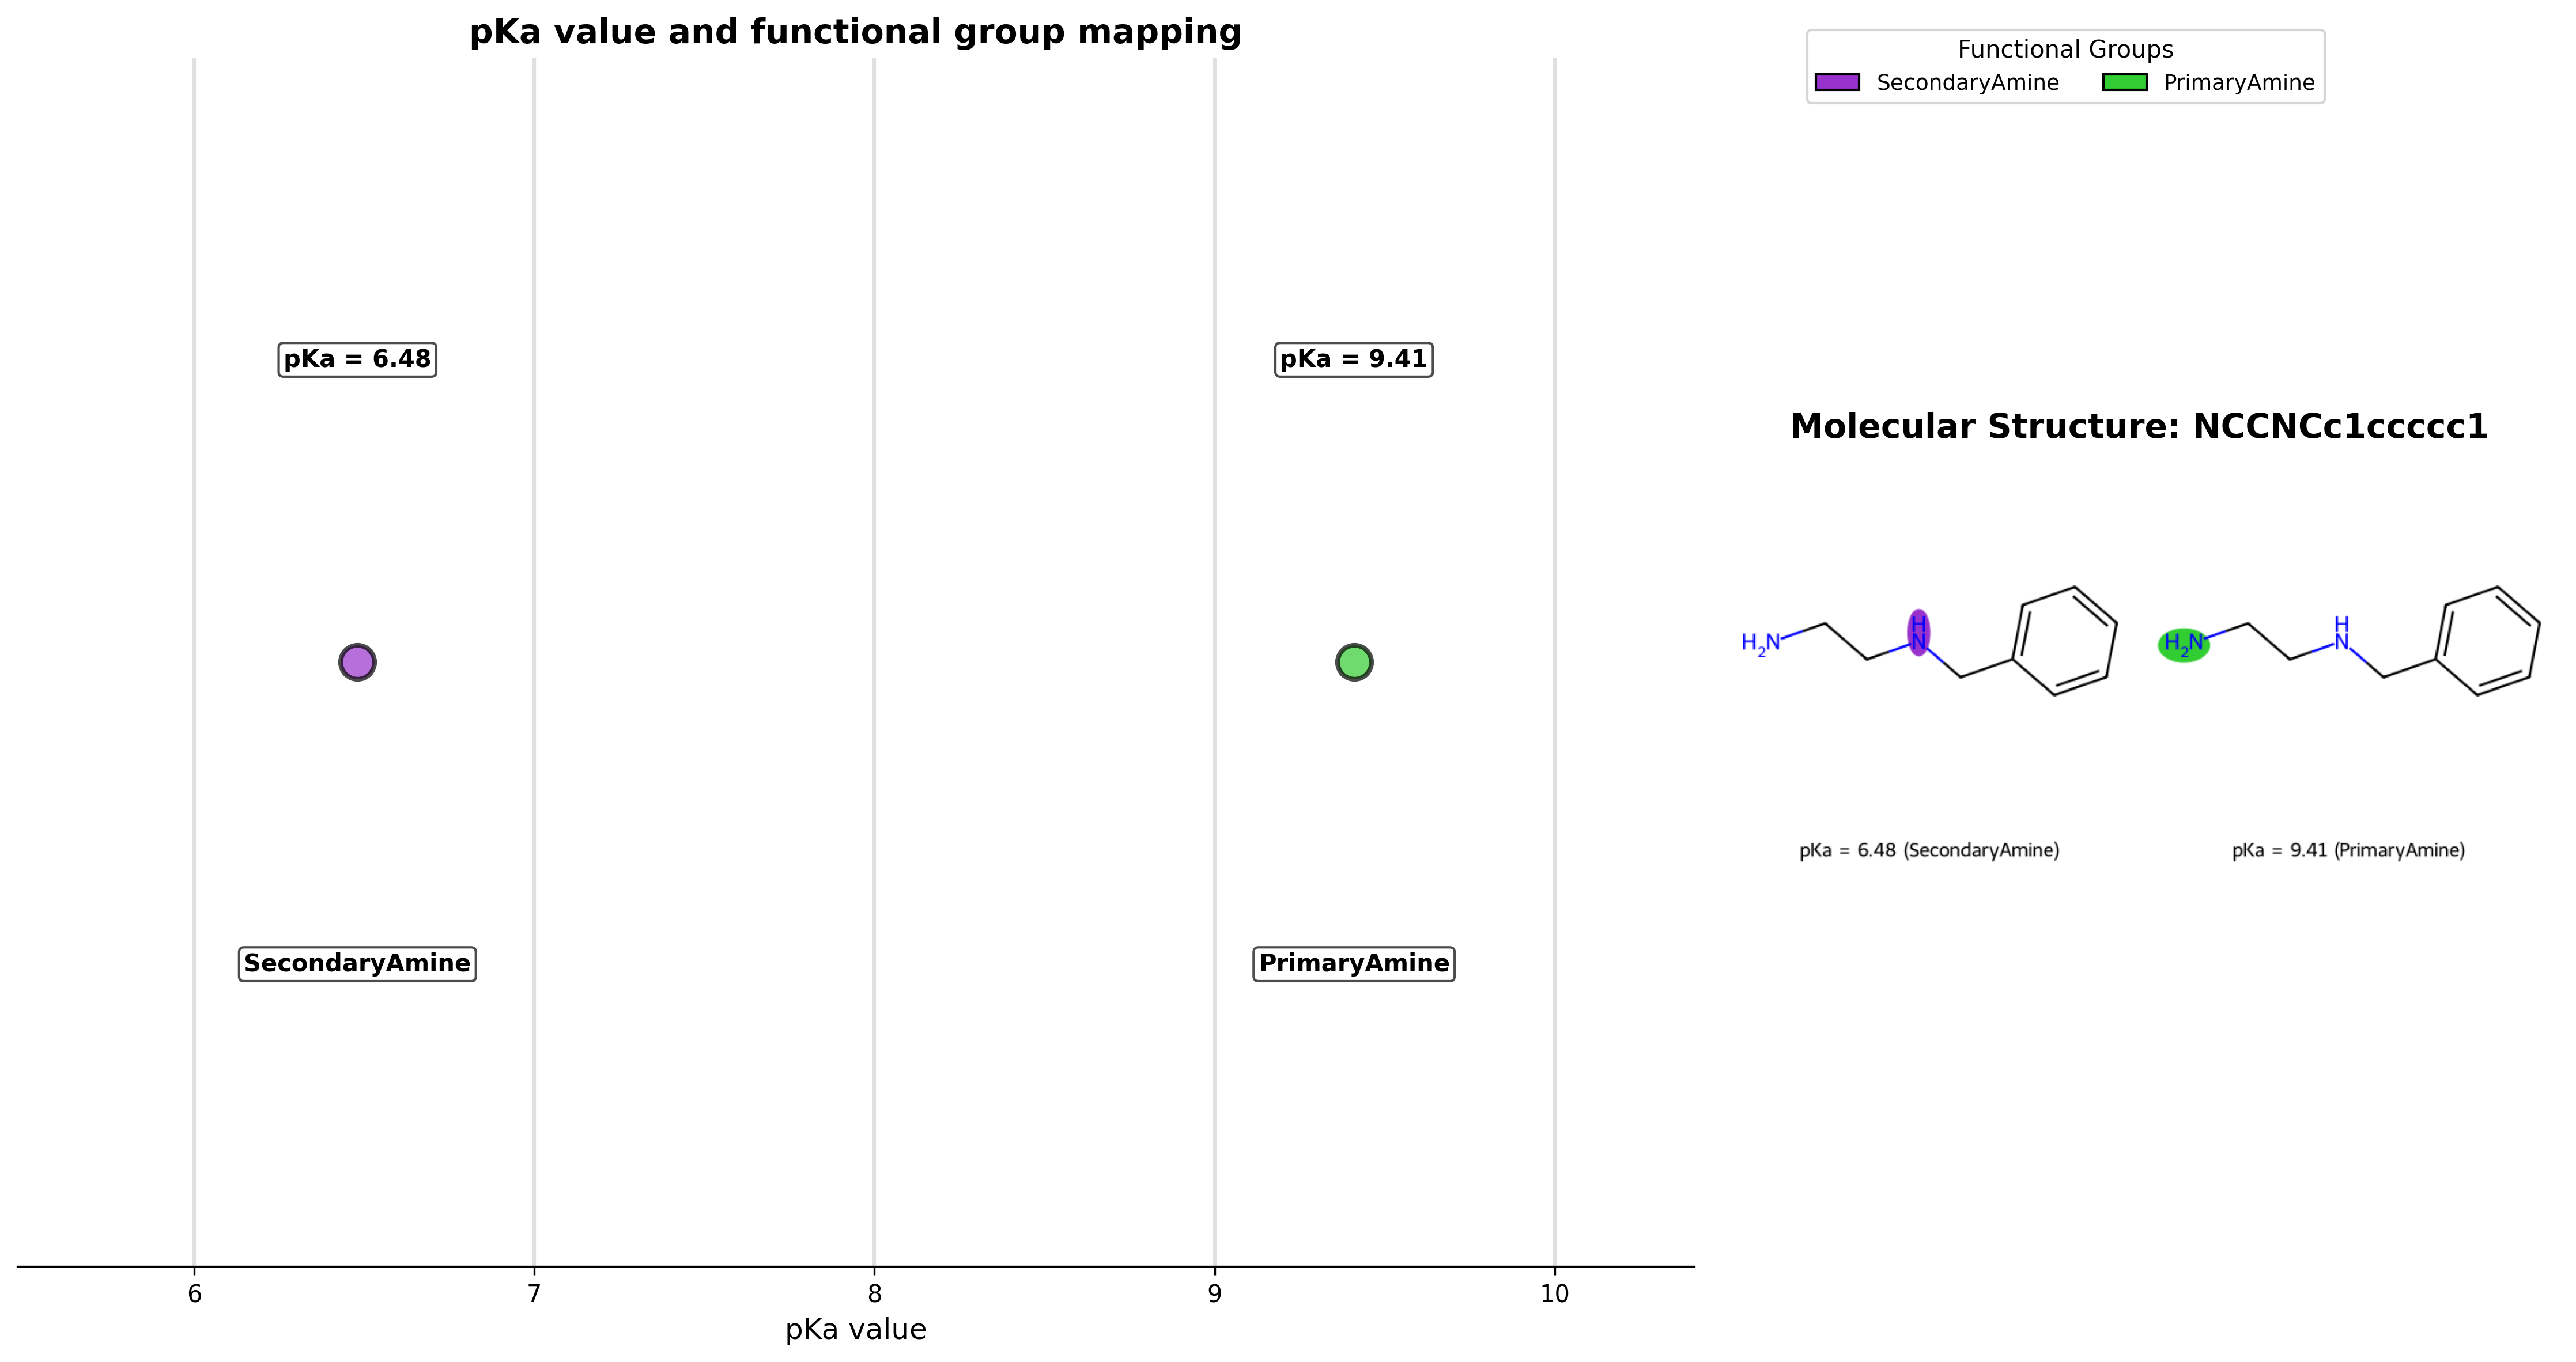 pKa value and functional group mapping
pKa = 6.48
pKa = 9.41
SecondaryAmine
PrimaryAmine
6 7 8 9 10
pKa value
Functional Groups
SecondaryAmine PrimaryAmine
Molecular Structure: NCCNCc1ccccc1
H2N H N
H2N H N
pKa = 6.48 (SecondaryAmine)
pKa = 9.41 (PrimaryAmine)